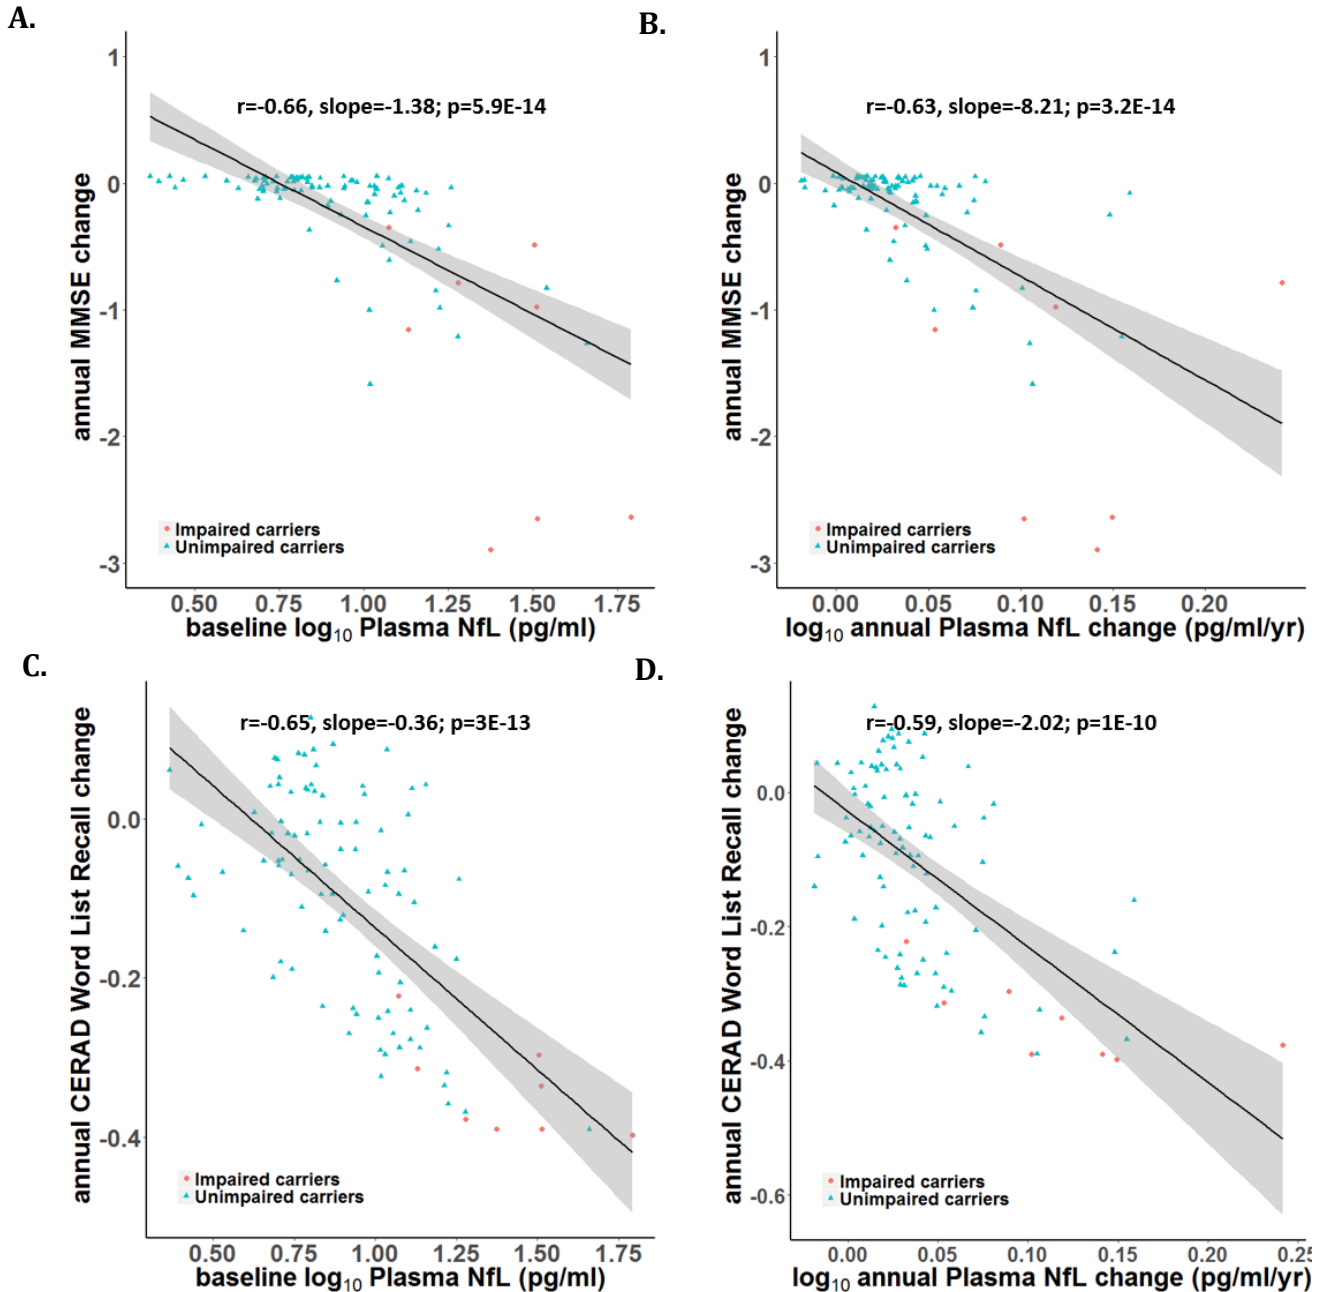 A.
B.
r=-0.66, slope=-1.38; p=5.9E-14
annual MMSE change
1
0
-1
-2
-3
Impaired carriers
Unimpaired carriers
0.50 0.75 1.00 1.25 1.50 1.75
baseline log10 Plasma NfL (pg/ml)
r=-0.63, slope=-8.21; p=3.2E-14
annual MMSE change
1
0
-1
-2
-3
Impaired carriers
Unimpaired carriers
0.00 0.05 0.10 0.15 0.20
log10 annual Plasma NfL change (pg/ml/yr)
C.
D.
r=-0.65, slope=-0.36; p=3E-13
annual CERAD Word List Recall change
0.0
-0.2
-0.4
Impaired carriers
Unimpaired carriers
0.50 0.75 1.00 1.25 1.50 1.75
baseline log10 Plasma NfL (pg/ml)
r=-0.59, slope=-2.02; p=1E-10
annual CERAD Word List Recall change
0.0
-0.2
-0.4
-0.6
Impaired carriers
Unimpaired carriers
0.00 0.05 0.10 0.15 0.20 0.25
log10 annual Plasma NfL change (pg/ml/yr)